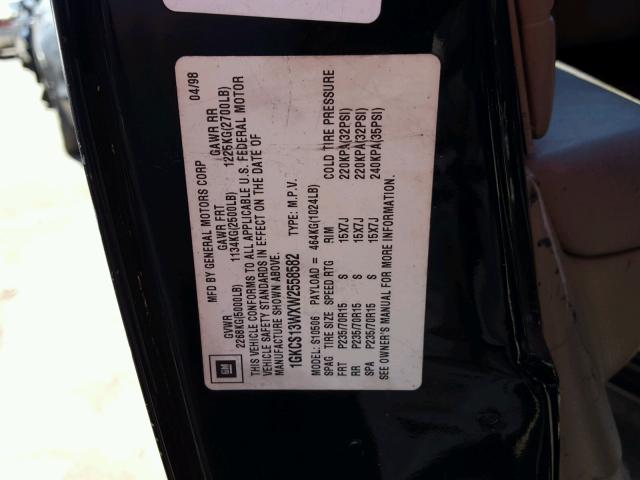 MFD BY GENERAL MOTORS CORP 04/98
GVWR GAWR FRT GAWR RR
2268KG(5000LB) 1134KG(2500LB) 1225KG(2700LB)
THIS VEHICLE CONFORMS TO ALL APPLICABLE U.S. FEDERAL MOTOR
VEHICLE SAFETY STANDARDS IN EFFECT ON THE DATE OF
MANUFACTURE SHOWN ABOVE.
1GKCS13WXW2558582 TYPE: M.P.V.
MODEL: S10506 PAYLOAD = 464KG(1024LB)
SPAG TIRE SIZE SPEED RTG RIM COLD TIRE PRESSURE
FRT P235/70R15 S 15X7J 220KPA(32PSI)
RR P235/70R15 S 15X7J 220KPA(32PSI)
SPA P235/70R15 S 15X7J 240KPA(35PSI)
SEE OWNER'S MANUAL FOR MORE INFORMATION.
GM